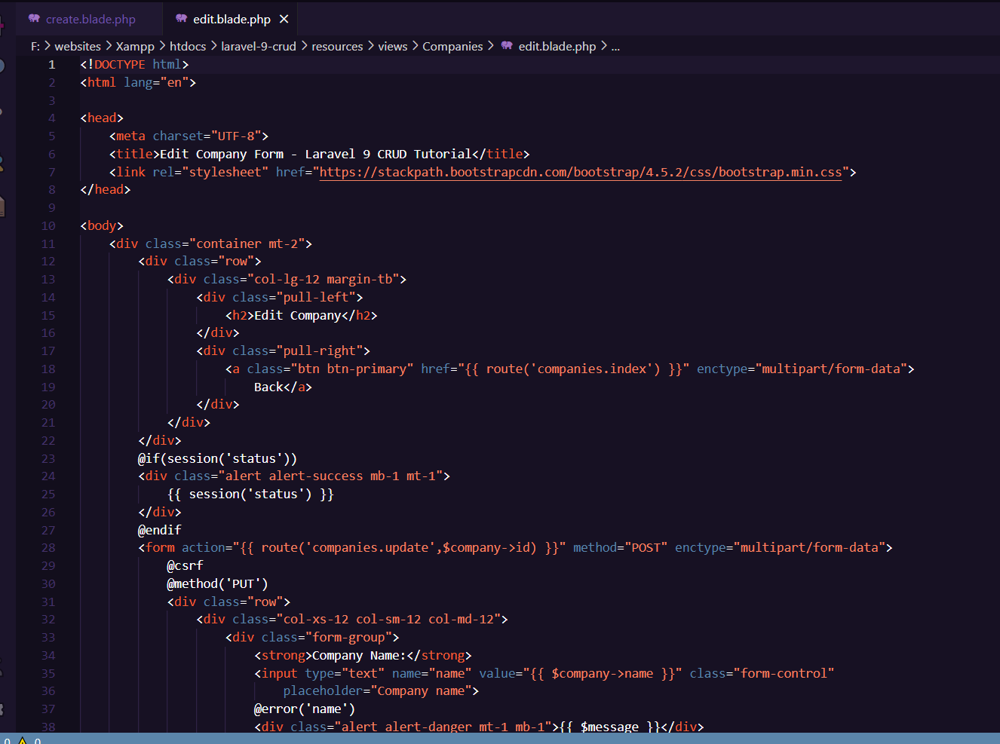 create.blade.php edit.blade.php
F: > websites > Xampp > htdocs > laravel-9-crud > resources > views > Companies > edit.blade.php > ...
1 <!DOCTYPE html>
2 <html lang="en">
3
4 <head>
5 <meta charset="UTF-8">
6 <title>Edit Company Form - Laravel 9 CRUD Tutorial</title>
7 <link rel="stylesheet" href="https://stackpath.bootstrapcdn.com/bootstrap/4.5.2/css/bootstrap.min.css">
8 </head>
9
10 <body>
11 <div class="container mt-2">
12 <div class="row">
13 <div class="col-lg-12 margin-tb">
14 <div class="pull-left">
15 <h2>Edit Company</h2>
16 </div>
17 <div class="pull-right">
18 <a class="btn btn-primary" href="{{ route('companies.index') }}" enctype="multipart/form-data">
19 Back</a>
20 </div>
21 </div>
22 </div>
23 @if(session('status'))
24 <div class="alert alert-success mb-1 mt-1">
25 {{ session('status') }}
26 </div>
27 @endif
28 <form action="{{ route('companies.update',$company->id) }}" method="POST" enctype="multipart/form-data">
29 @csrf
30 @method('PUT')
31 <div class="row">
32 <div class="col-xs-12 col-sm-12 col-md-12">
33 <div class="form-group">
34 <strong>Company Name:</strong>
35 <input type="text" name="name" value="{{ $company->name }}" class="form-control"
36 placeholder="Company name">
37 @error('name')
38 <div class="alert alert-danger mt-1 mb-1">{{ $message }}</div>
0 0